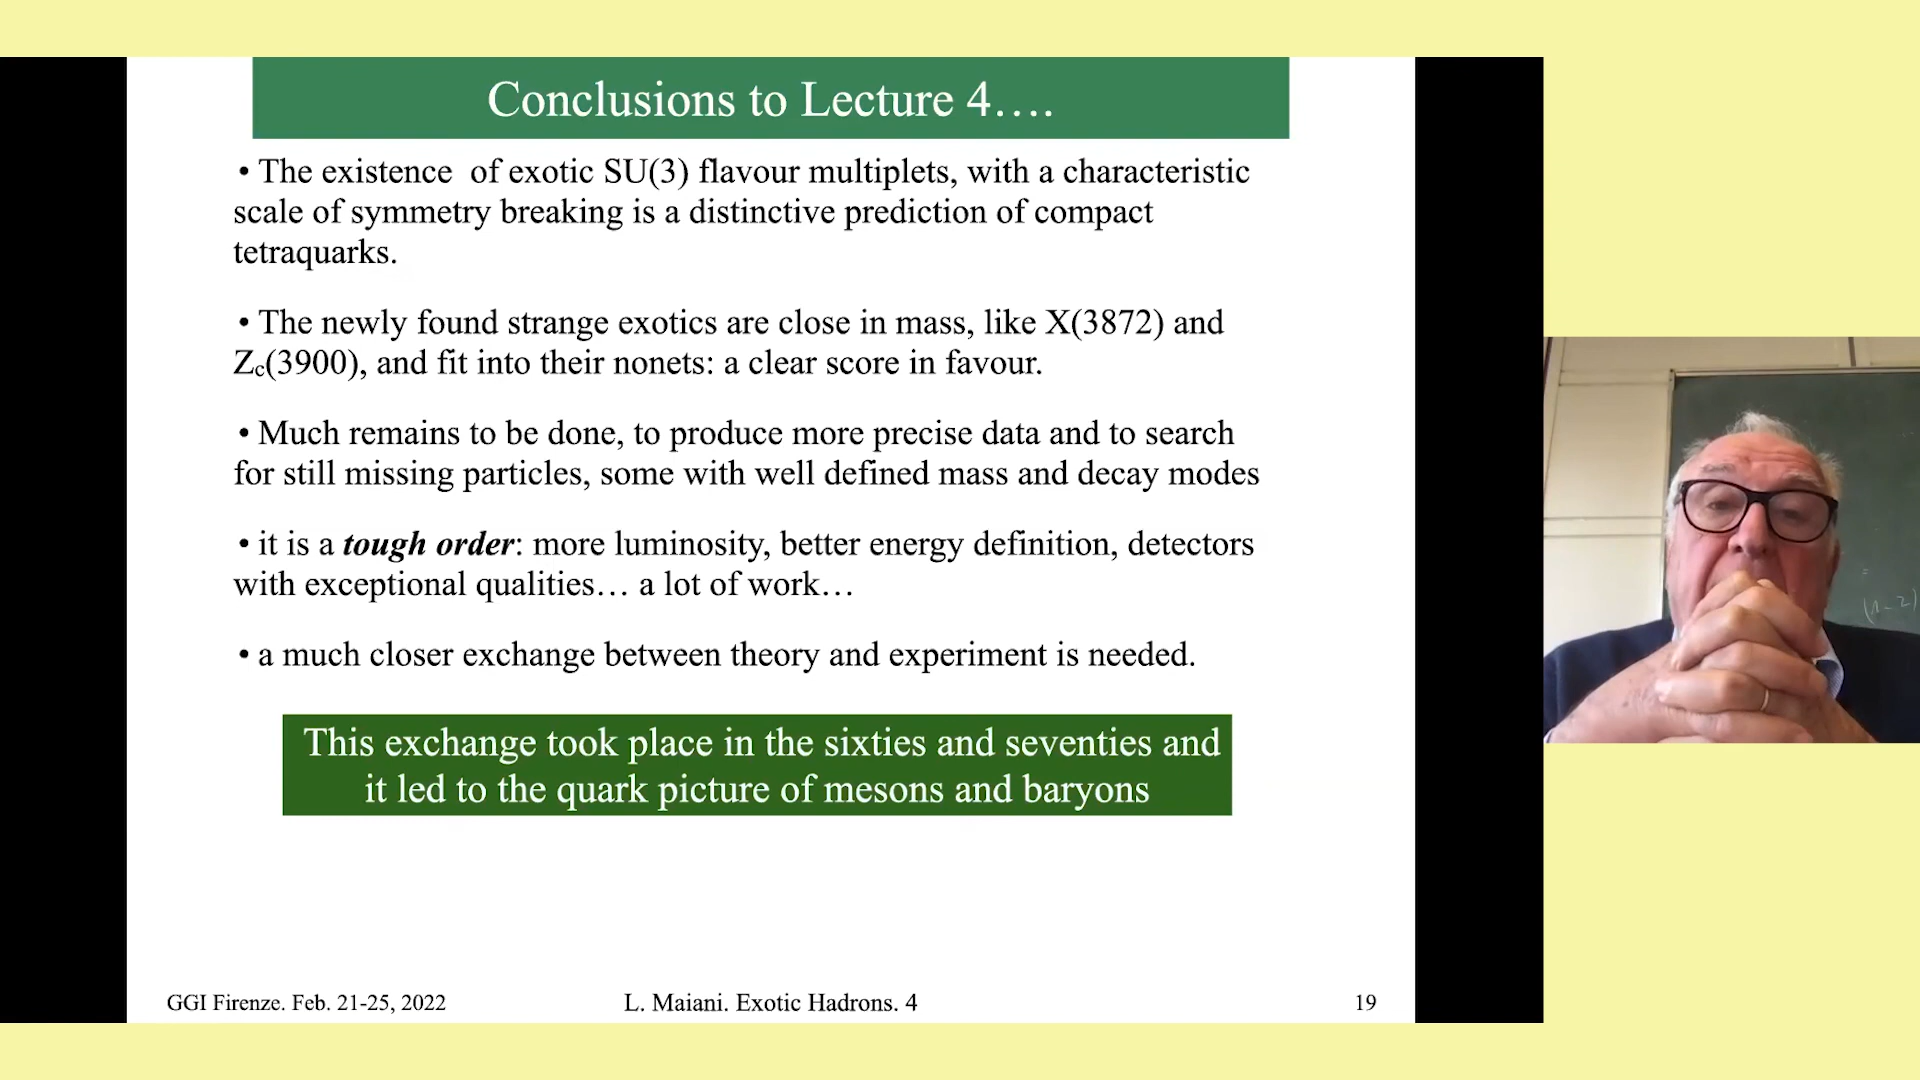 Conclusions to Lecture 4….
• The existence of exotic SU(3) flavour multiplets, with a characteristic
scale of symmetry breaking is a distinctive prediction of compact
tetraquarks.
• The newly found strange exotics are close in mass, like X(3872) and
Zc(3900), and fit into their nonets: a clear score in favour.
• Much remains to be done, to produce more precise data and to search
for still missing particles, some with well defined mass and decay modes
• it is a tough order: more luminosity, better energy definition, detectors
with exceptional qualities… a lot of work…
• a much closer exchange between theory and experiment is needed.
This exchange took place in the sixties and seventies and
it led to the quark picture of mesons and baryons
GGI Firenze. Feb. 21-25, 2022
L. Maiani. Exotic Hadrons. 4
19